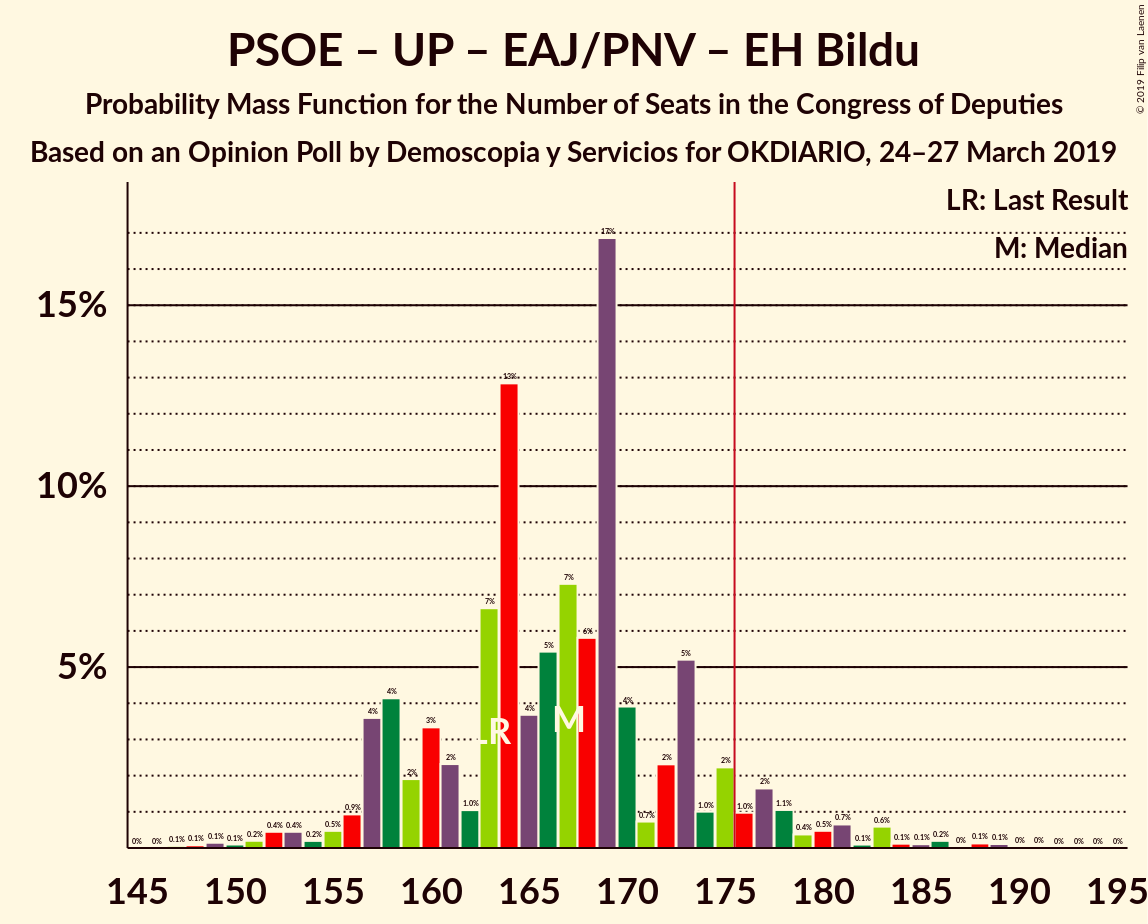 PSOE – UP – EAJ/PNV – EH Bildu
Probability Mass Function for the Number of Seats in the Congress of Deputies
Based on an Opinion Poll by Demoscopia y Servicios for OKDIARIO, 24–27 March 2019
© 2019 Filip van Laenen
LR: Last Result
M: Median
15%
10%
5%
0% 0% 0.1% 0.1% 0.1% 0.1% 0.2% 0.4% 0.4% 0.2% 0.5% 0.9% 4% 4% 2% 3% 2% 1.0% 7% 13% 4% 5% 7% 6% 17% 4% 0.7% 2% 5% 1.0% 2% 1.0% 2% 1.1% 0.4% 0.5% 0.7% 0.1% 0.6% 0.1% 0.1% 0.2% 0% 0.1% 0.1% 0% 0% 0% 0% 0% 0%
LR M
145 150 155 160 165 170 175 180 185 190 195